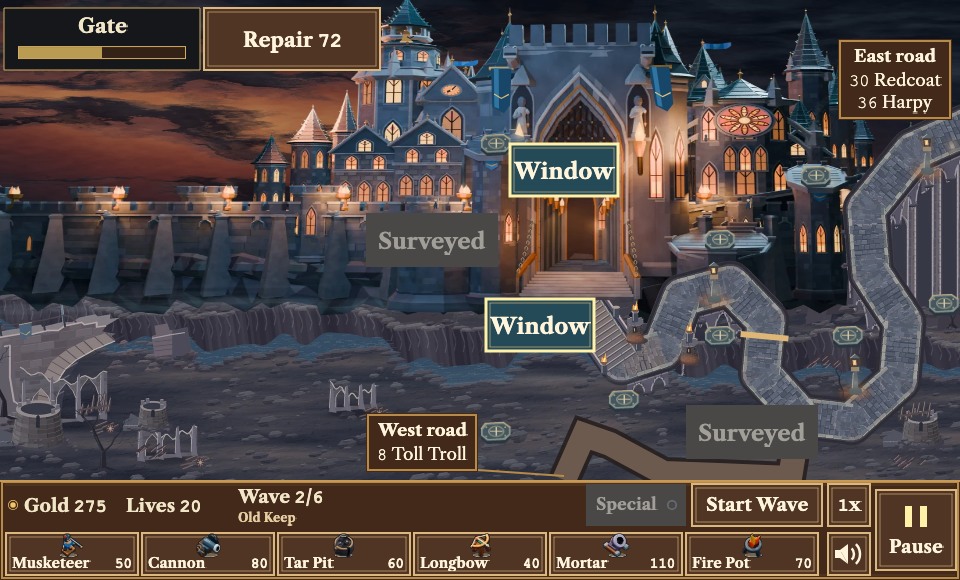 Gate
Repair 72
East road
30 Redcoat
36 Harpy
Window
Surveyed
Window
Surveyed
West road
8 Toll Troll
Gold 275
Lives 20
Wave 2/6
Old Keep
Special
Start Wave
1x
Pause
Musketeer 50
Cannon 80
Tar Pit 60
Longbow 40
Mortar 110
Fire Pot 70